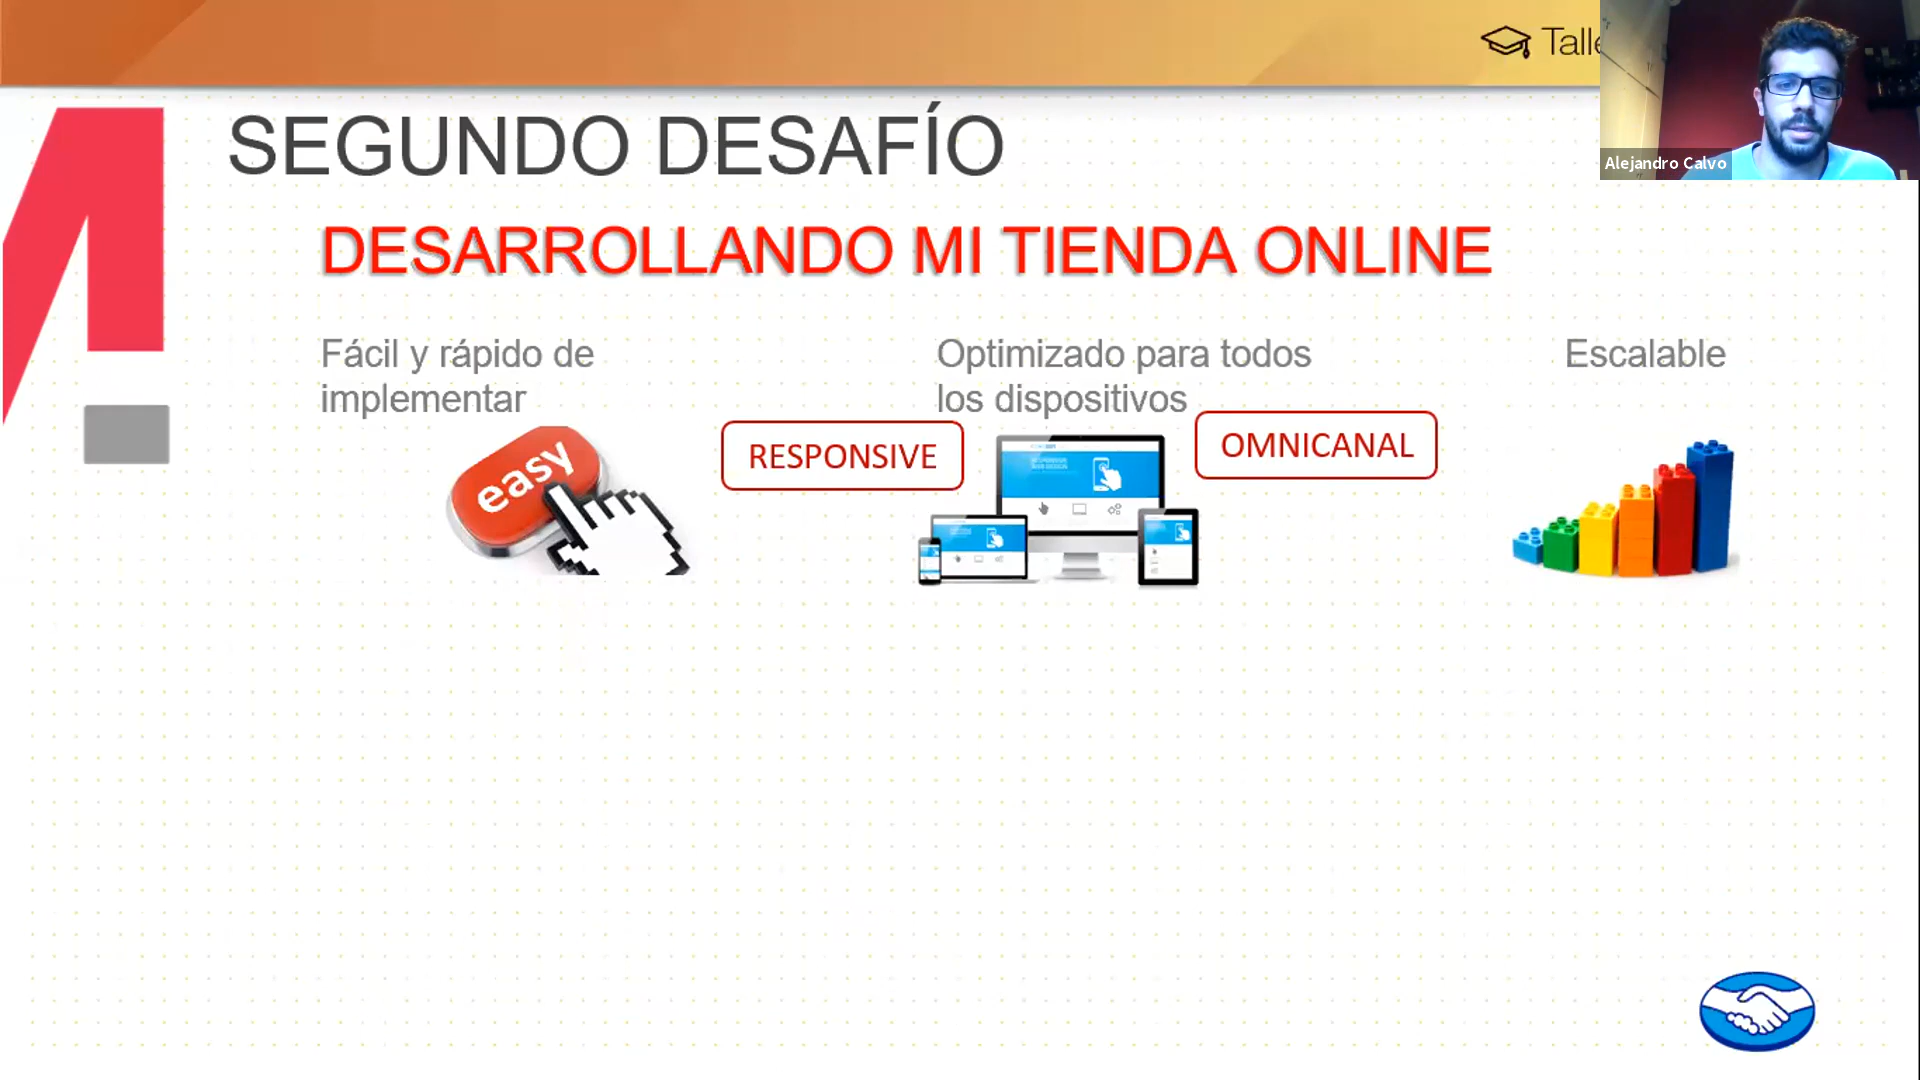 Talle
Alejandro Calvo
SEGUNDO DESAFÍO
DESARROLLANDO MI TIENDA ONLINE
Fácil y rápido de
implementar
Optimizado para todos
los dispositivos
Escalable
easy
RESPONSIVE
OMNICANAL